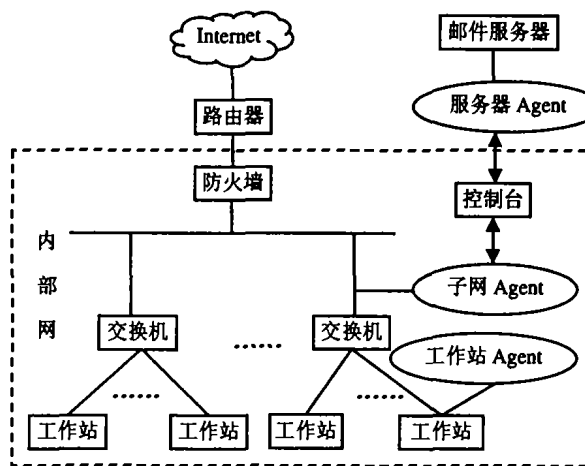 Internet
邮件服务器
服务器 Agent
路由器
防火墙
控制台
内部网
子网 Agent
交换机
......
交换机
工作站 Agent
......
......
工作站
工作站
工作站
工作站